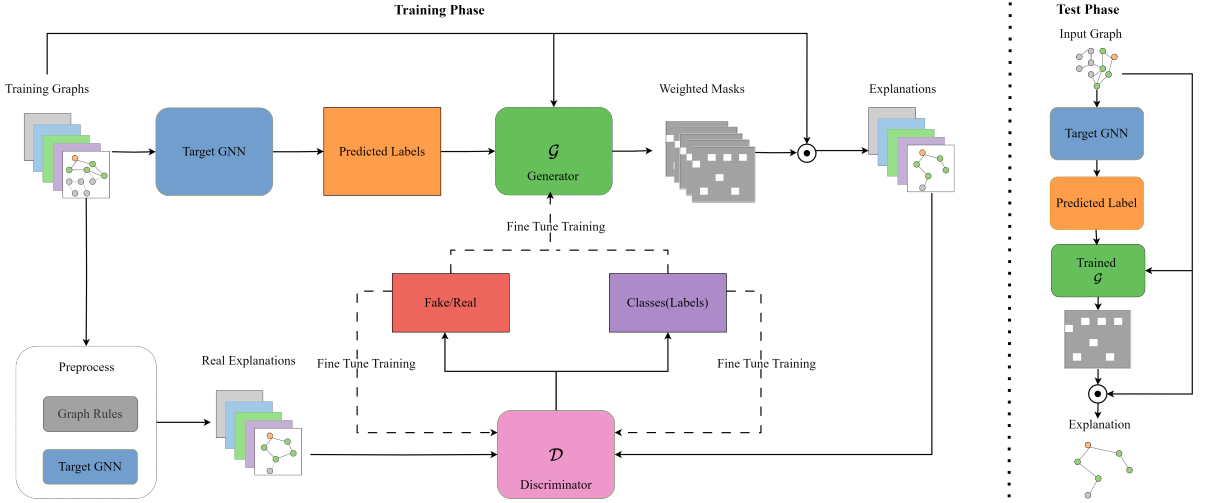 Training Phase
Training Graphs
Target GNN
Predicted Labels
𝒢
Generator
Weighted Masks
Explanations
Fine Tune Training
Fake/Real
Classes(Labels)
Fine Tune Training
Fine Tune Training
Preprocess
Graph Rules
Target GNN
Real Explanations
𝒟
Discriminator
Test Phase
Input Graph
Target GNN
Predicted Label
Trained
𝒢
Explanation